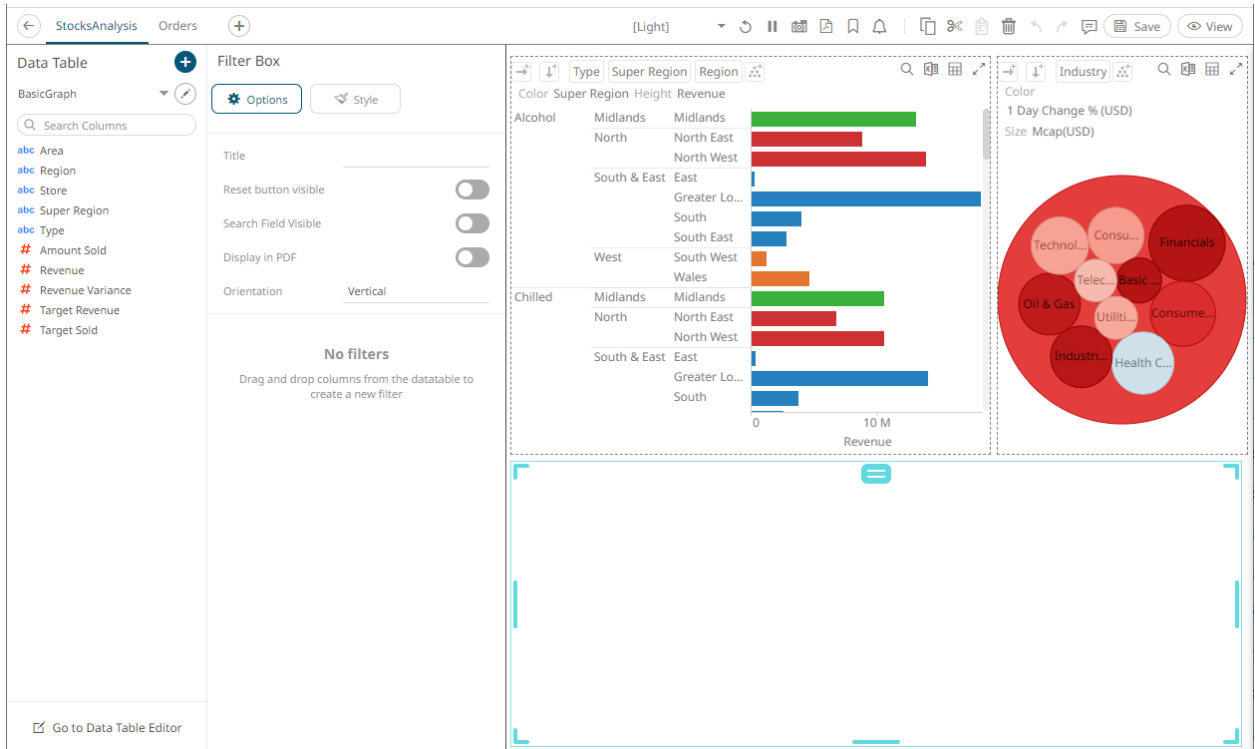 StocksAnalysis Orders [Light] Save View
Data Table
BasicGraph
Search Columns
abc Area
abc Region
abc Store
abc Super Region
abc Type
# Amount Sold
# Revenue
# Revenue Variance
# Target Revenue
# Target Sold
Go to Data Table Editor
Filter Box
Options Style
Title
Reset button visible
Search Field Visible
Display in PDF
Orientation Vertical
No filters
Drag and drop columns from the datatable to
create a new filter
Type Super Region Region
Color Super Region Height Revenue
Alcohol Midlands Midlands
North North East
North West
South & East East
Greater Lo...
South
South East
West South West
Wales
Chilled Midlands Midlands
North North East
North West
South & East East
Greater Lo...
South
0 10 M
Revenue
Industry
Color
1 Day Change % (USD)
Size Mcap(USD)
Technol...
Consu...
Financials
Telec...
Basic ...
Oil & Gas
Utiliti...
Consume...
Industri...
Health C...